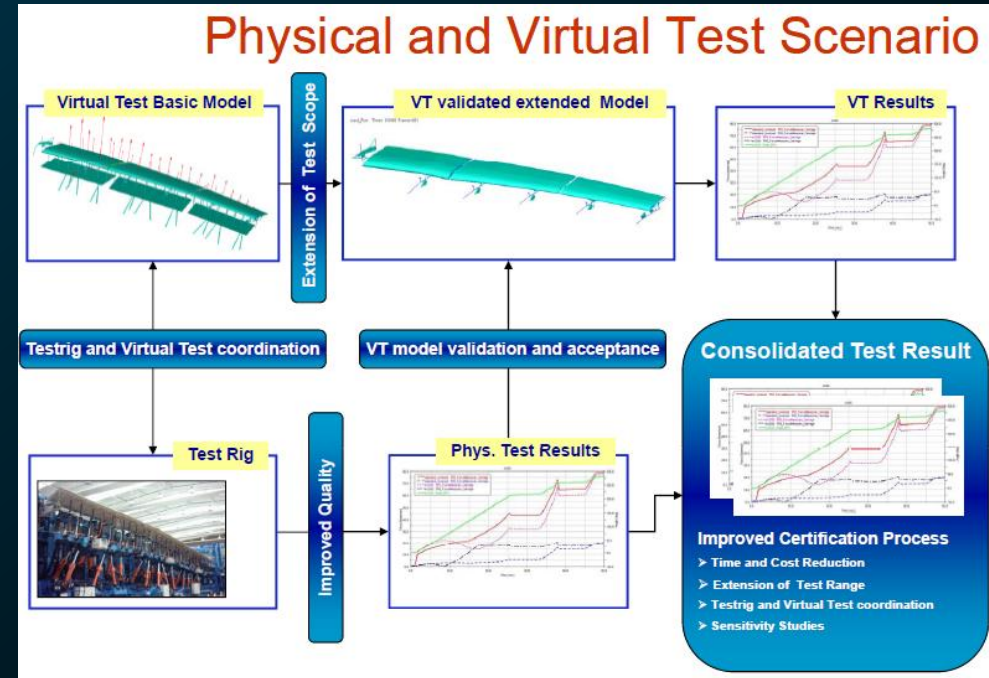 Physical and Virtual Test Scenario
Virtual Test Basic Model
Extension of Test Scope
VT validated extended Model
VT Results
Testrig and Virtual Test coordination
VT model validation and acceptance
Consolidated Test Result
Test Rig
Improved Quality
Phys. Test Results
Improved Certification Process
➢ Time and Cost Reduction
➢ Extension of Test Range
➢ Testrig and Virtual Test coordination
➢ Sensitivity Studies